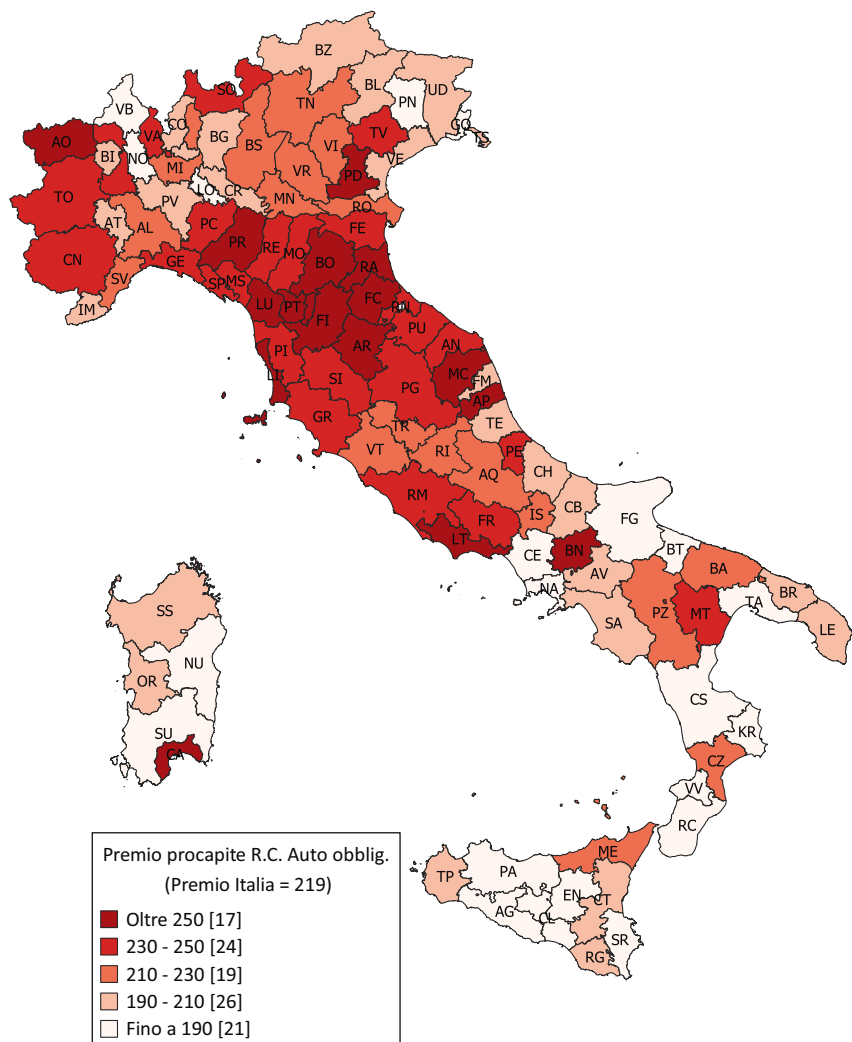 BZ
BL
UD
PN
VB
SO
TN
GO
TS
CO
VA
BG
TV
AO
BS
VI
VE
BI
NO
MI
VR
PD
TO
LO
CR
MN
PV
RO
AT
AL
PC
FE
PR
RE
MO
CN
GE
BO
RA
SV
SP
MS
FC
IM
LU
PT
RN
FI
PU
AR
AN
PI
MC
LI
SI
PG
FM
AP
GR
TE
TR
VT
RI
PE
AQ
CH
RM
CB
FR
IS
FG
LT
CE
BN
BT
BA
AV
NA
BR
SS
PZ
MT
TA
SA
LE
NU
OR
CS
SU
KR
CA
CZ
VV
RC
ME
PA
TP
EN
CT
AG
CL
SR
RG
Premio procapite R.C. Auto obblig.
(Premio Italia = 219)
Oltre 250 [17]
230 - 250 [24]
210 - 230 [19]
190 - 210 [26]
Fino a 190 [21]